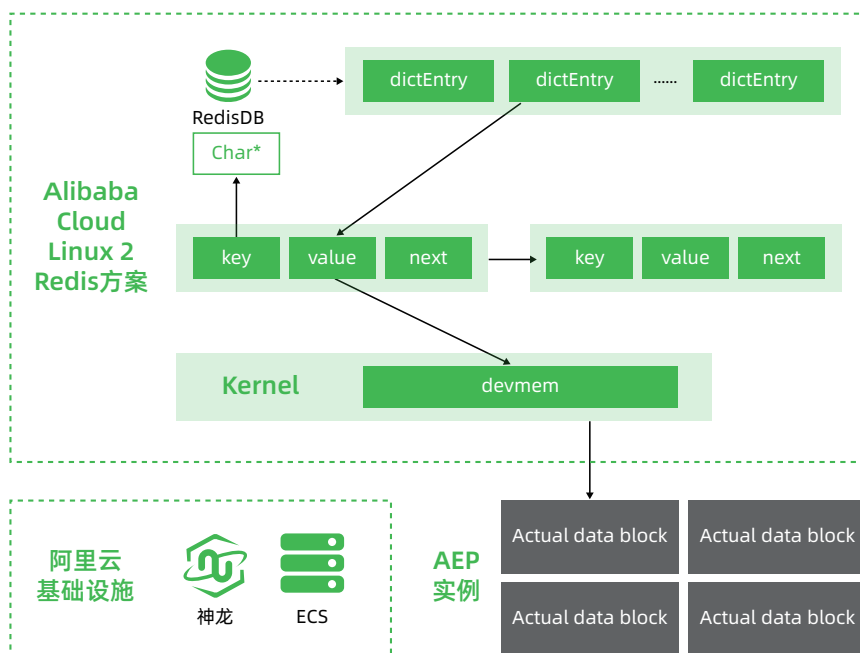 dictEntry
dictEntry
......
dictEntry
RedisDB
Char*
Alibaba
Cloud
Linux 2
Redis方案
key
value
next
key
value
next
Kernel
devmem
阿里云
基础设施
神龙
ECS
AEP
实例
Actual data block
Actual data block
Actual data block
Actual data block